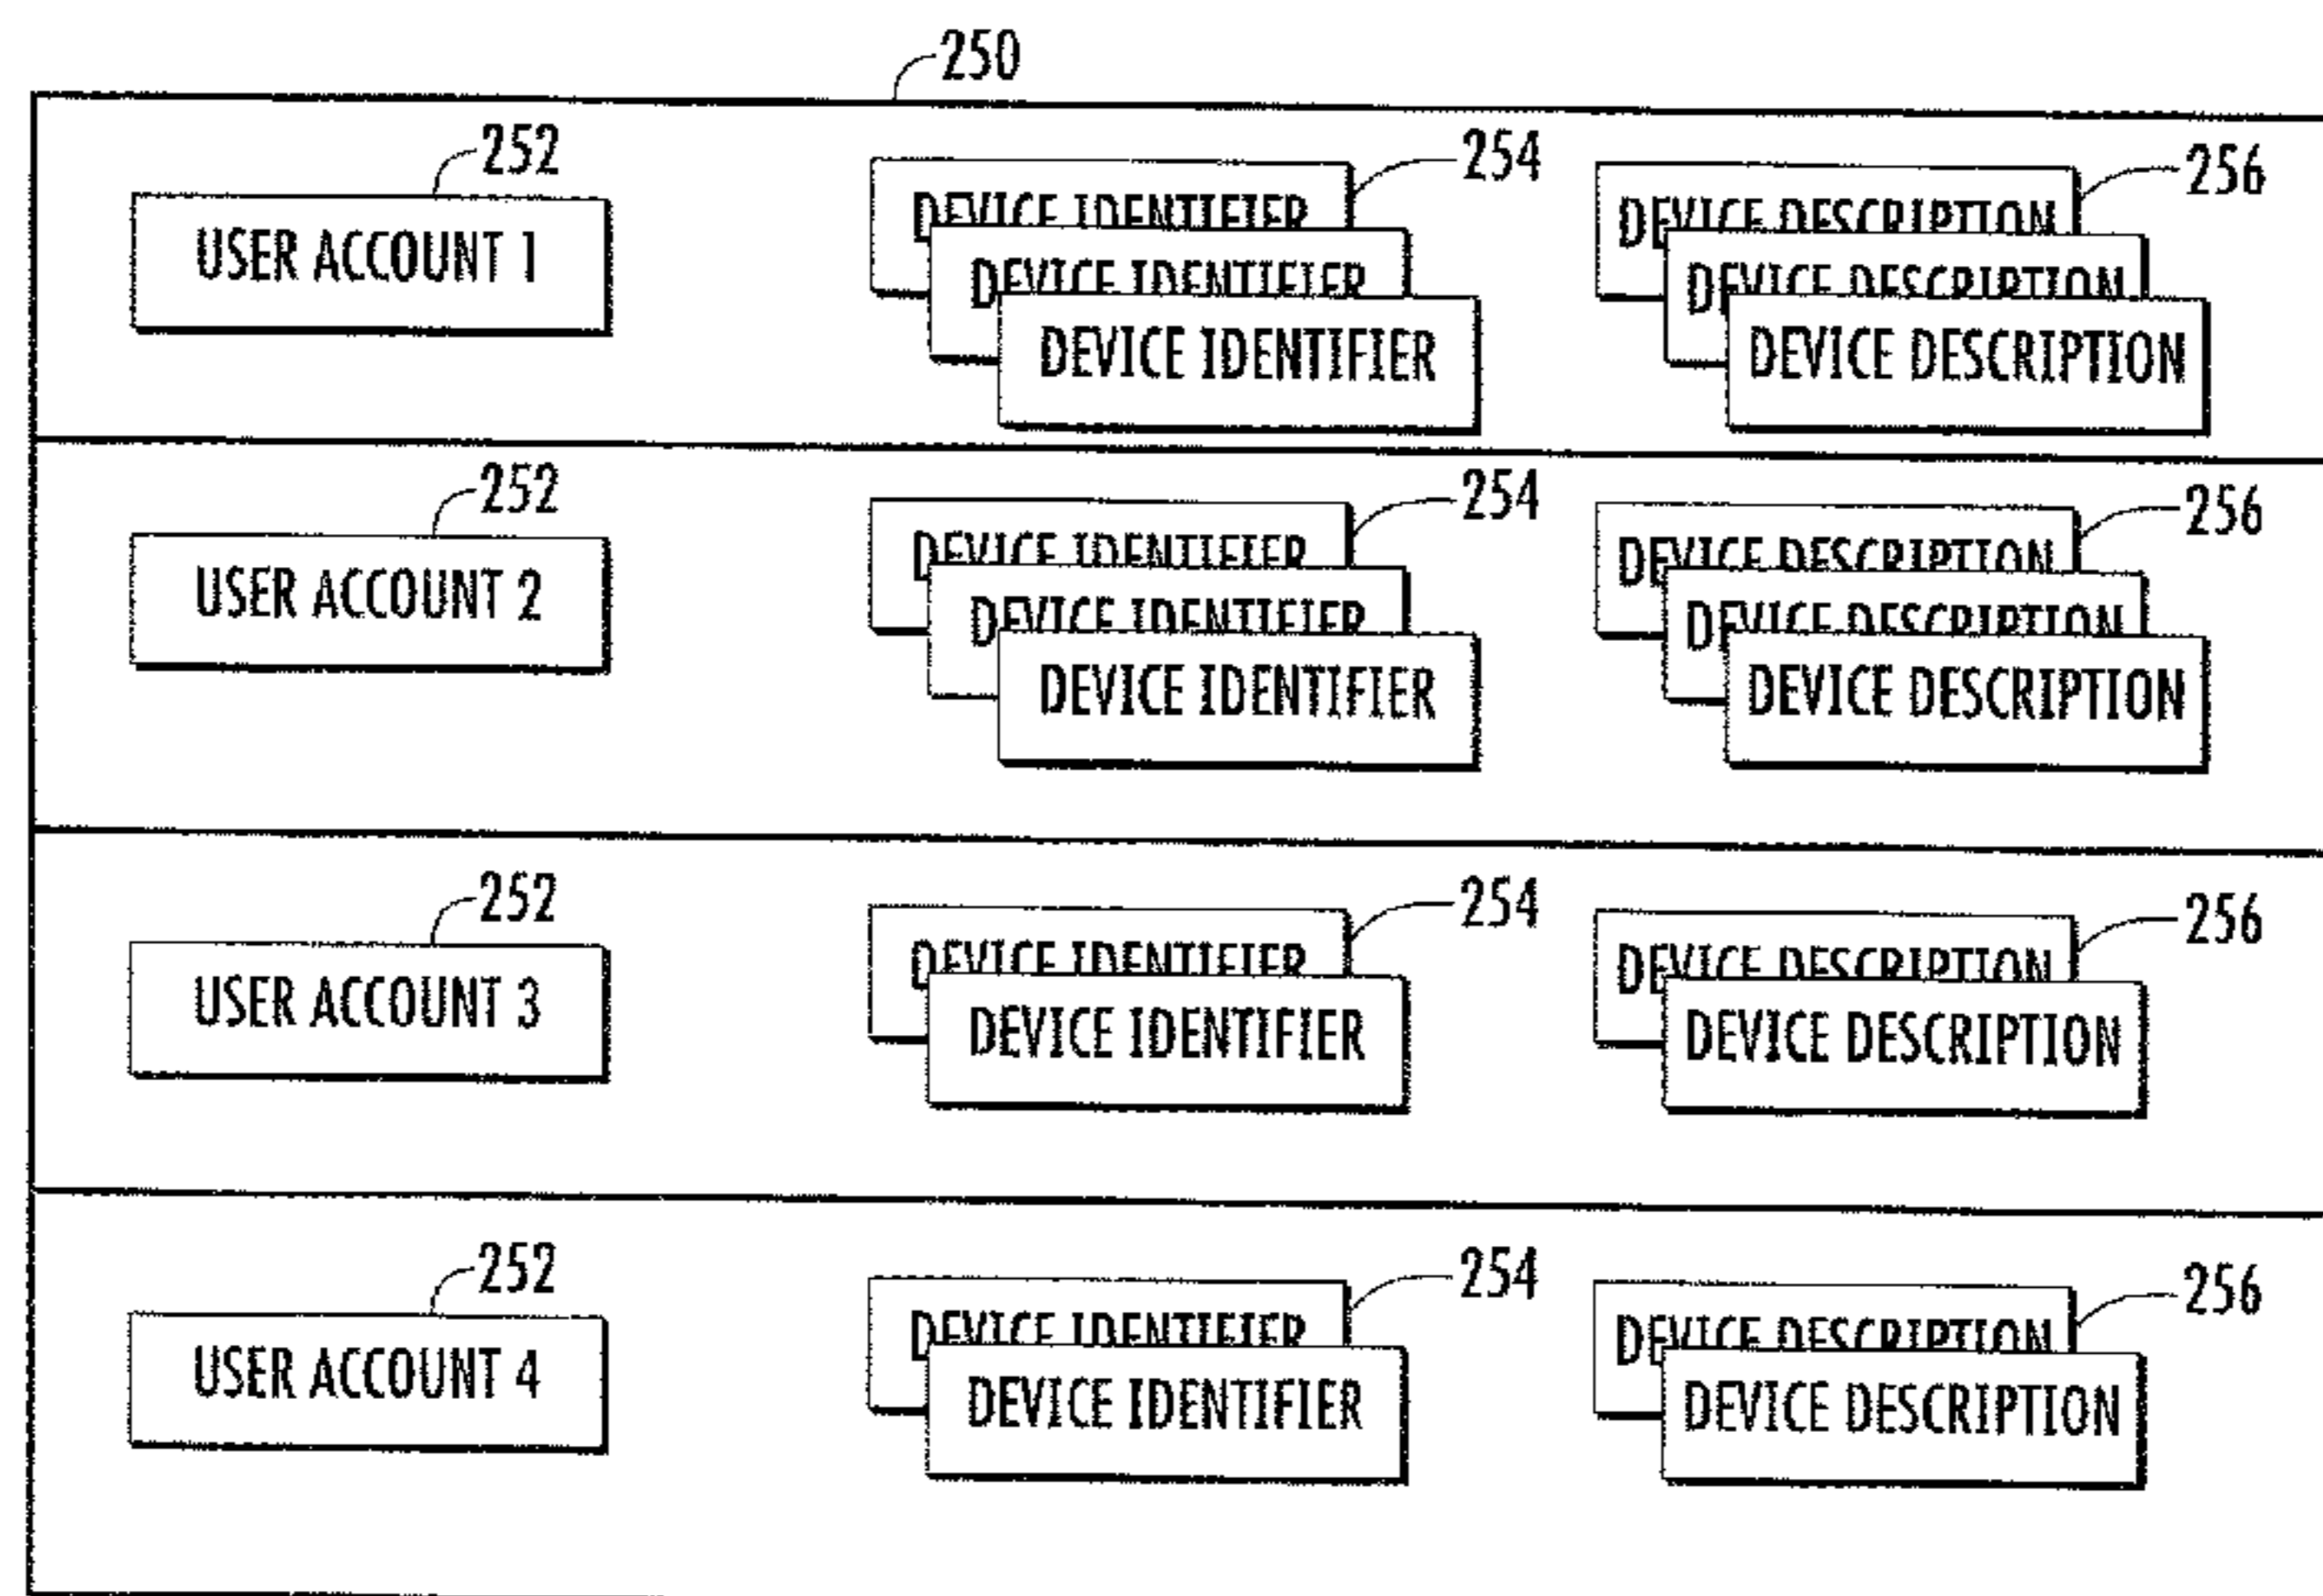 250
252
254
256
DEVICE IDENTIFIER
DEVICE DESCRIPTION
USER ACCOUNT 1
DEVICE IDENTIFIER
DEVICE DESCRIPTION
DEVICE IDENTIFIER
DEVICE DESCRIPTION
252
254
256
DEVICE IDENTIFIER
DEVICE DESCRIPTION
USER ACCOUNT 2
DEVICE IDENTIFIER
DEVICE DESCRIPTION
DEVICE IDENTIFIER
DEVICE DESCRIPTION
252
254
256
DEVICE IDENTIFIER
DEVICE DESCRIPTION
USER ACCOUNT 3
DEVICE IDENTIFIER
DEVICE DESCRIPTION
252
254
256
DEVICE IDENTIFIER
DEVICE DESCRIPTION
USER ACCOUNT 4
DEVICE IDENTIFIER
DEVICE DESCRIPTION